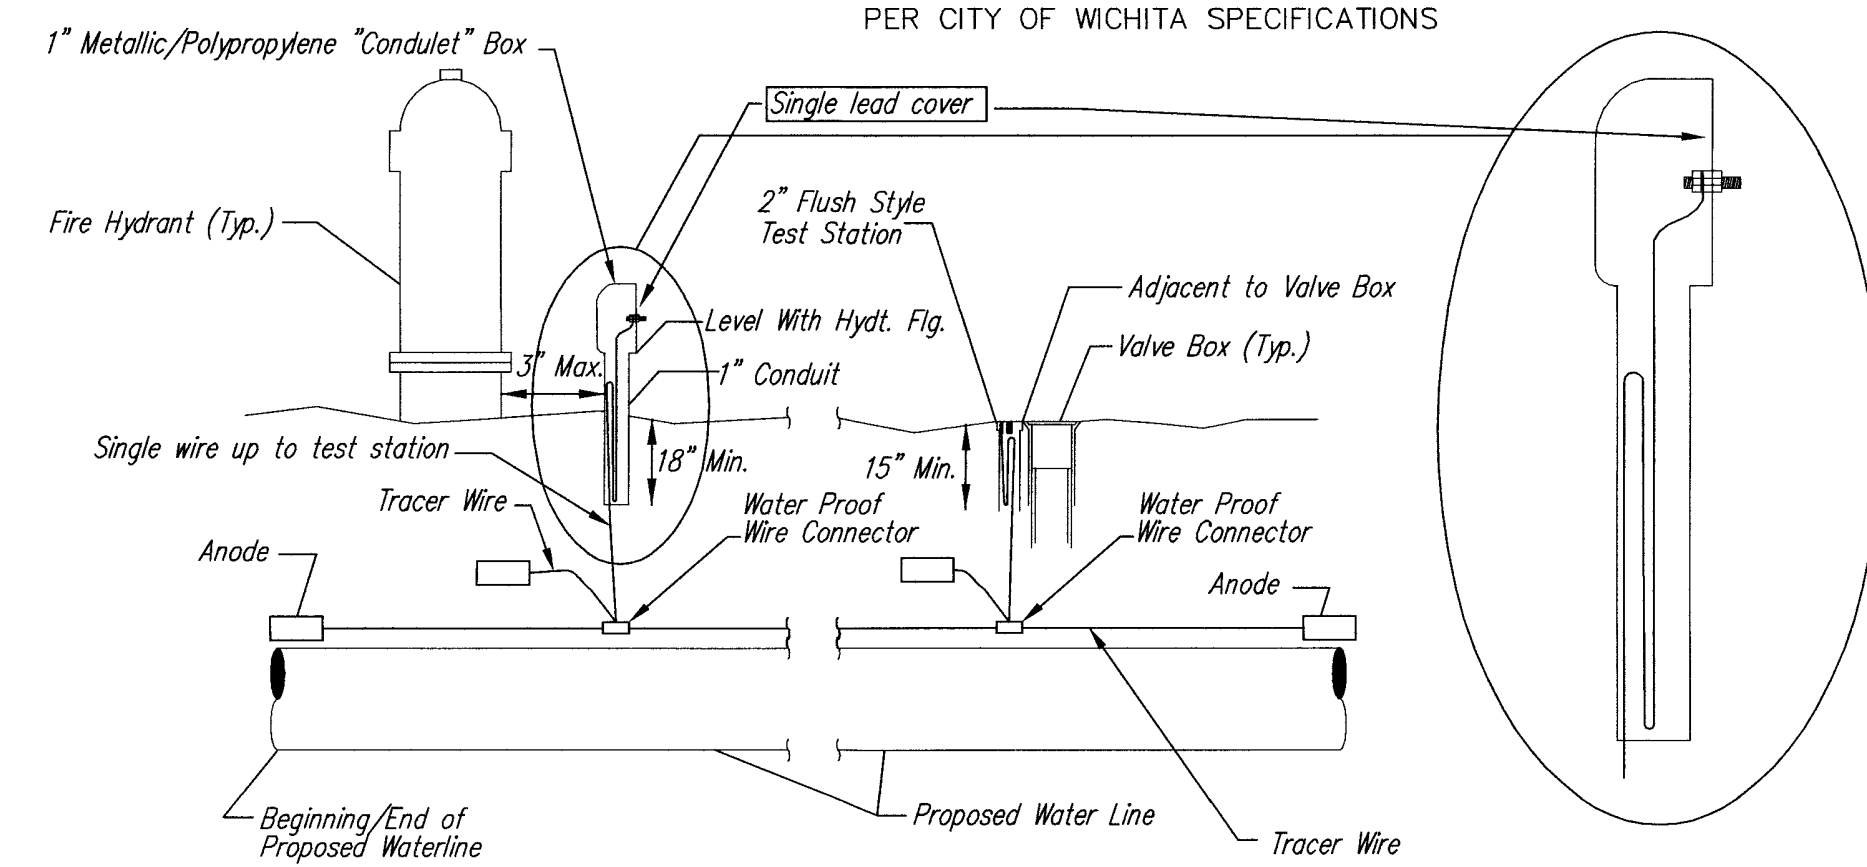 PER CITY OF WICHITA SPECIFICATIONS
1" Metallic/Polypropylene "Condulet" Box
Single lead cover
Fire Hydrant (Typ.)
2" Flush Style
Test Station
Adjacent to Valve Box
Level With Hydt. Flg.
Valve Box (Typ.)
3" Max.
1" Conduit
Single wire up to test station
18" Min.
15" Min.
Tracer Wire
Water Proof
Wire Connector
Water Proof
Wire Connector
Anode
Anode
Beginning/End of
Proposed Waterline
Proposed Water Line
Tracer Wire